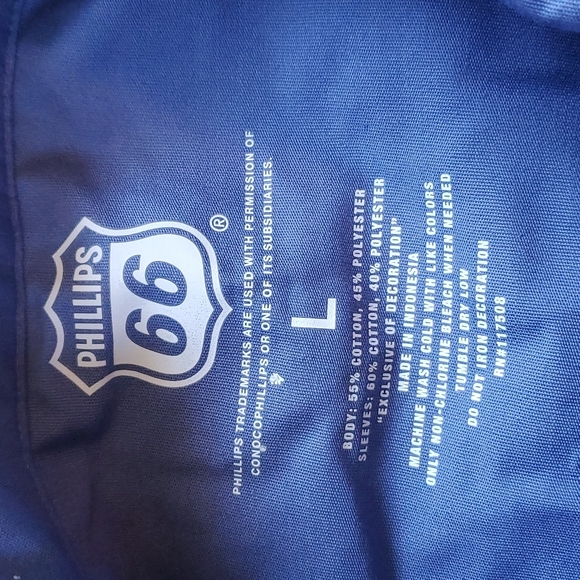 PHILLIPS
66
®
PHILLIPS TRADEMARKS ARE USED WITH PERMISSION OF
CONOCOPHILLIPS OR ONE OF ITS SUBSIDIARIES.
L
BODY: 55% COTTON, 45% POLYESTER
SLEEVES: 60% COTTON, 40% POLYESTER
"EXCLUSIVE OF DECORATION"
MADE IN INDONESIA
MACHINE WASH COLD WITH LIKE COLORS
ONLY NON-CHLORINE BLEACH WHEN NEEDED
TUMBLE DRY LOW
DO NOT IRON DECORATION
RN#117508